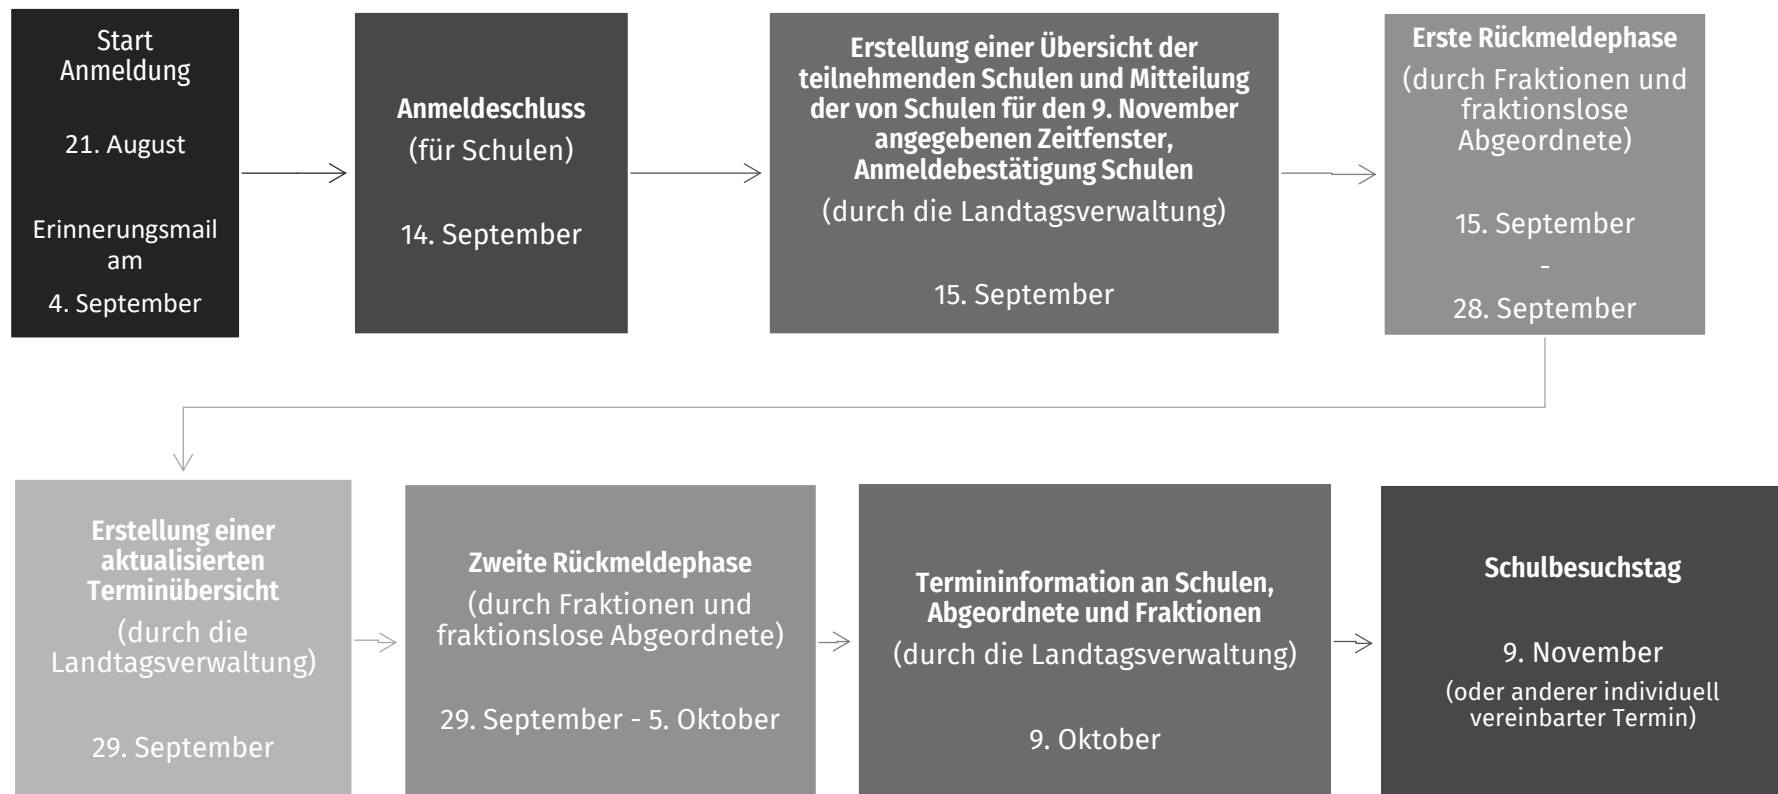 Start
Anmeldung
21. August
Erinnerungsmail
am
4. September
Anmeldeschluss
(für Schulen)
14. September
Erstellung einer Übersicht der
teilnehmenden Schulen und Mitteilung
der von Schulen für den 9. November
angegebenen Zeitfenster,
Anmeldebestätigung Schulen
(durch die Landtagsverwaltung)
15. September
Erste Rückmeldephase
(durch Fraktionen und
fraktionslose
Abgeordnete)
15. September
-
28. September
Erstellung einer
aktualisierten
Terminübersicht
(durch die
Landtagsverwaltung)
29. September
Zweite Rückmeldephase
(durch Fraktionen und
fraktionslose Abgeordnete)
29. September - 5. Oktober
Termininformation an Schulen,
Abgeordnete und Fraktionen
(durch die Landtagsverwaltung)
9. Oktober
Schulbesuchstag
9. November
(oder anderer individuell
vereinbarter Termin)